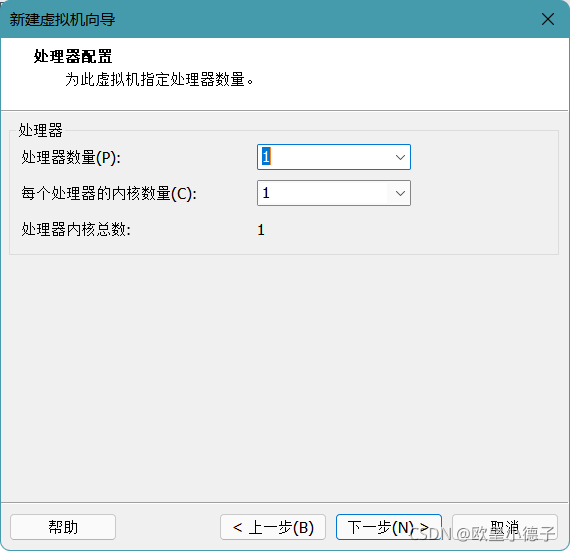 新建虚拟机向导
处理器配置
为此虚拟机指定处理器数量。
处理器
处理器数量(P): 1
每个处理器的内核数量(C): 1
处理器内核总数: 1
帮助 < 上一步(B) 下一步(N) > 取消
CSDN @欧皇小德子